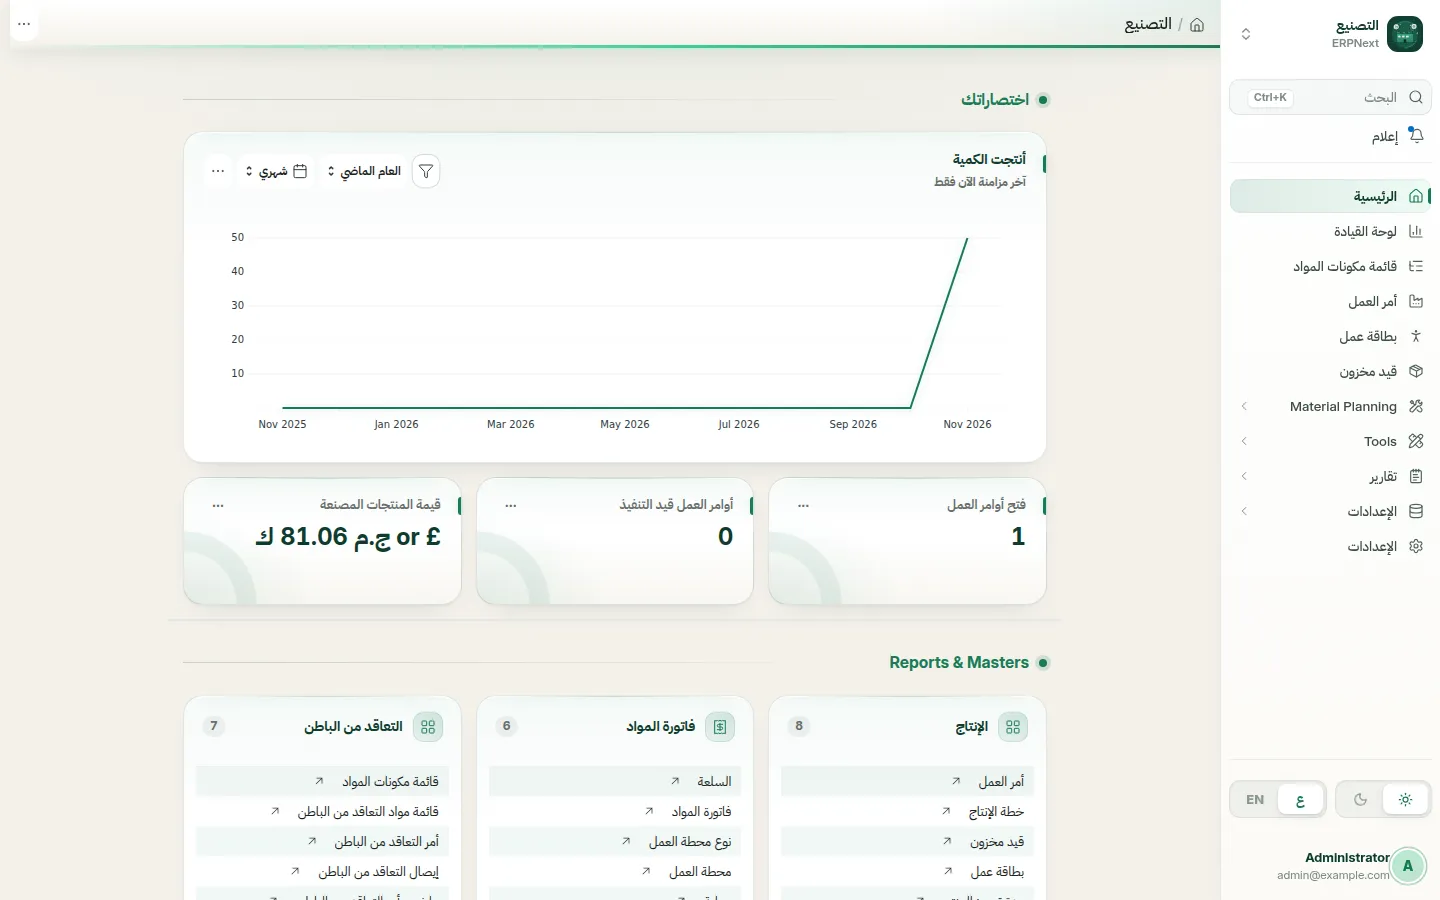 التصنيع
ERPNext
البحث
Ctrl+K
إعلام
الرئيسية
لوحة القيادة
قائمة مكونات المواد
أمر العمل
بطاقة عمل
قيد مخزون
Material Planning
Tools
تقارير
الإعدادات
الإعدادات
ع
EN
Administrator
admin@example.com
A
التصنيع /
...
اختصاراتك
أنتجت الكمية
آخر مزامنة الآن فقط
العام الماضي
شهري
...
50
40
30
20
10
Nov 2025
Jan 2026
Mar 2026
May 2026
Jul 2026
Sep 2026
Nov 2026
فتح أوامر العمل
...
1
أوامر العمل قيد التنفيذ
...
0
قيمة المنتجات المصنعة
...
£ or ج.م 81.06 ك
Reports & Masters
الإنتاج
8
أمر العمل
خطة الإنتاج
قيد مخزون
بطاقة عمل
فاتورة المواد
6
السلعة
فاتورة المواد
نوع محطة العمل
محطة العمل
التعاقد من الباطن
7
قائمة مكونات المواد
قائمة مواد التعاقد من الباطن
أمر التعاقد من الباطن
إيصال التعاقد من الباطن